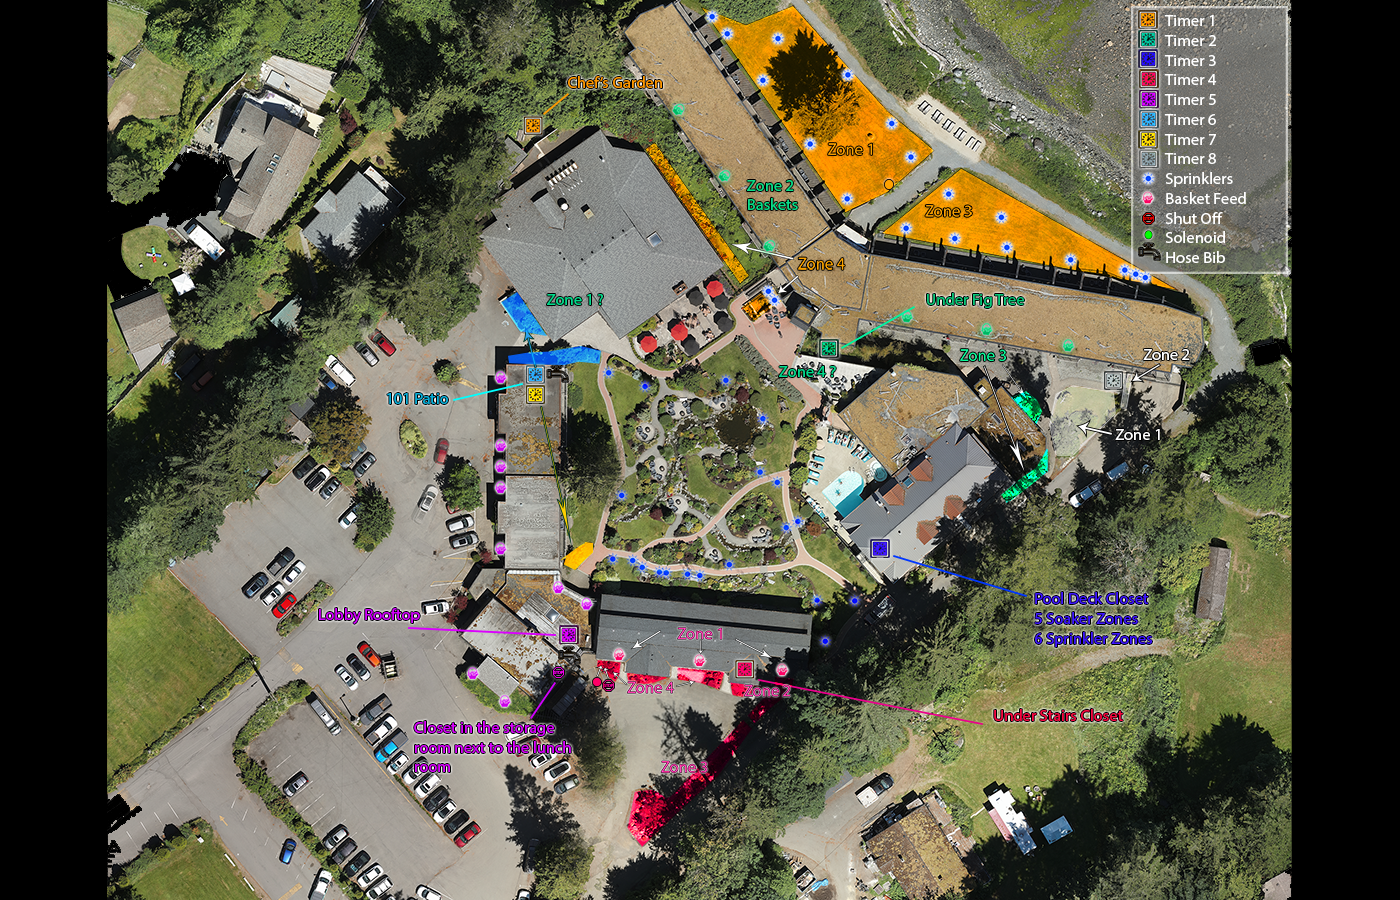 Timer 1
Timer 2
Timer 3
Timer 4
Timer 5
Timer 6
Timer 7
Timer 8
Sprinklers
Basket Feed
Shut Off
Solenoid
Hose Bib
Chef's Garden
Zone 1
Zone 2
Baskets
Zone 3
Zone 4
Zone 1 ?
Under Fig Tree
Zone 3
Zone 2
Zone 4 ?
101 Patio
Zone 1
Pool Deck Closet
5 Soaker Zones
6 Sprinkler Zones
Lobby Rooftop
Zone 1
Zone 4
Zone 2
Under Stairs Closet
Closet in the storage
room next to the lunch
room
Zone 3